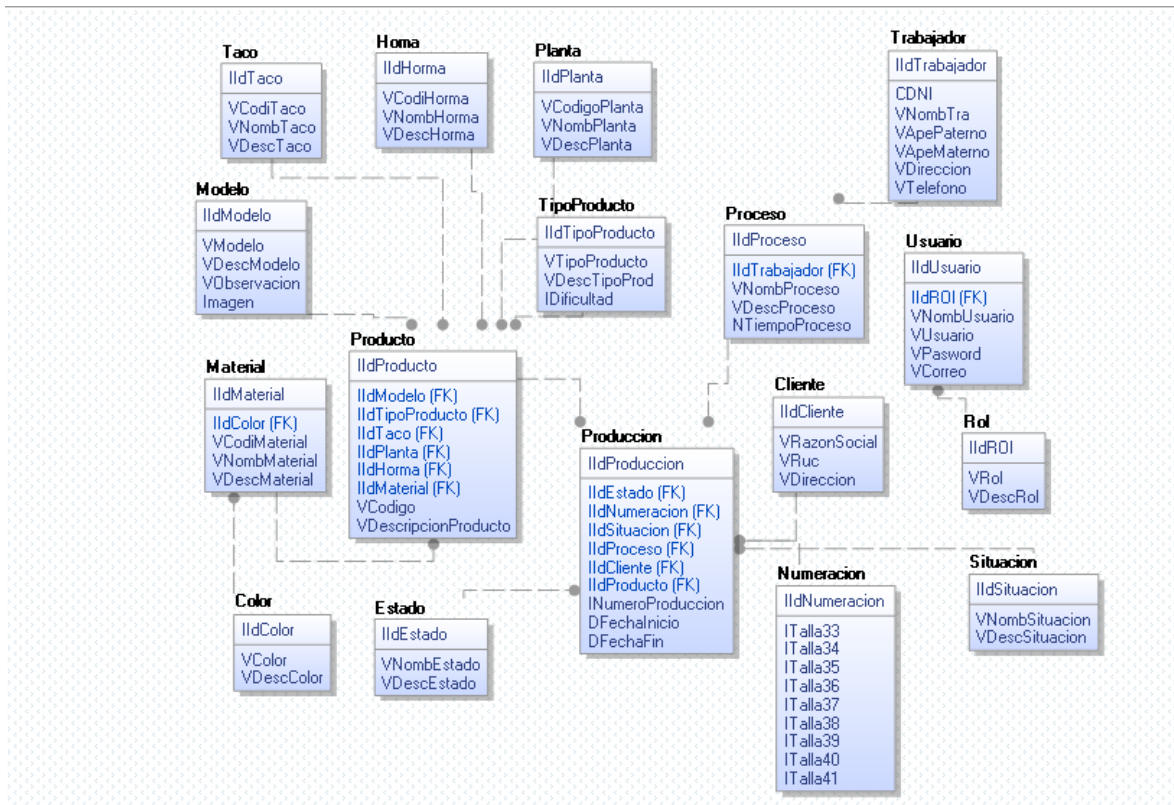 Taco
IIdTaco
VCodiTaco
VNombTaco
VDescTaco
Homa
IIdHorma
VCodiHorma
VNombHorma
VDescHorma
Planta
IIdPlanta
VCodigoPlanta
VNombPlanta
VDescPlanta
Trabajador
IIdTrabajador
CDNI
VNombTra
VApePaterno
VApeMaterno
VDireccion
VTelefono
Modelo
IIdModelo
VModelo
VDescModelo
VObservacion
Imagen
TipoProducto
IIdTipoProducto
VTipoProducto
VDescTipoProd
IDificultad
Proceso
IIdProceso
IIdTrabajador (FK)
VNombProceso
VDescProceso
NTiempoProceso
Usuario
IIdUsuario
IIdROl (FK)
VNombUsuario
VUsuario
VPasword
VCorreo
Material
IIdMaterial
IIdColor (FK)
VCodiMaterial
VNombMaterial
VDescMaterial
Producto
IIdProducto
IIdModelo (FK)
IIdTipoProducto (FK)
IIdTaco (FK)
IIdPlanta (FK)
IIdHorma (FK)
IIdMaterial (FK)
VCodigo
VDescripcionProducto
Produccion
IIdProduccion
IIdEstado (FK)
IIdNumeracion (FK)
IIdSituacion (FK)
IIdProceso (FK)
IIdCliente (FK)
IIdProducto (FK)
INumeroProduccion
DFechaInicio
DFechaFin
Cliente
IIdCliente
VRazonSocial
VRuc
VDireccion
Rol
IIdROl
VRol
VDescRol
Color
IIdColor
VColor
VDescColor
Estado
IIdEstado
VNombEstado
VDescEstado
Numeracion
IIdNumeracion
ITalla33
ITalla34
ITalla35
ITalla36
ITalla37
ITalla38
ITalla39
ITalla40
ITalla41
Situacion
IIdSituacion
VNombSituacion
VDescSituacion